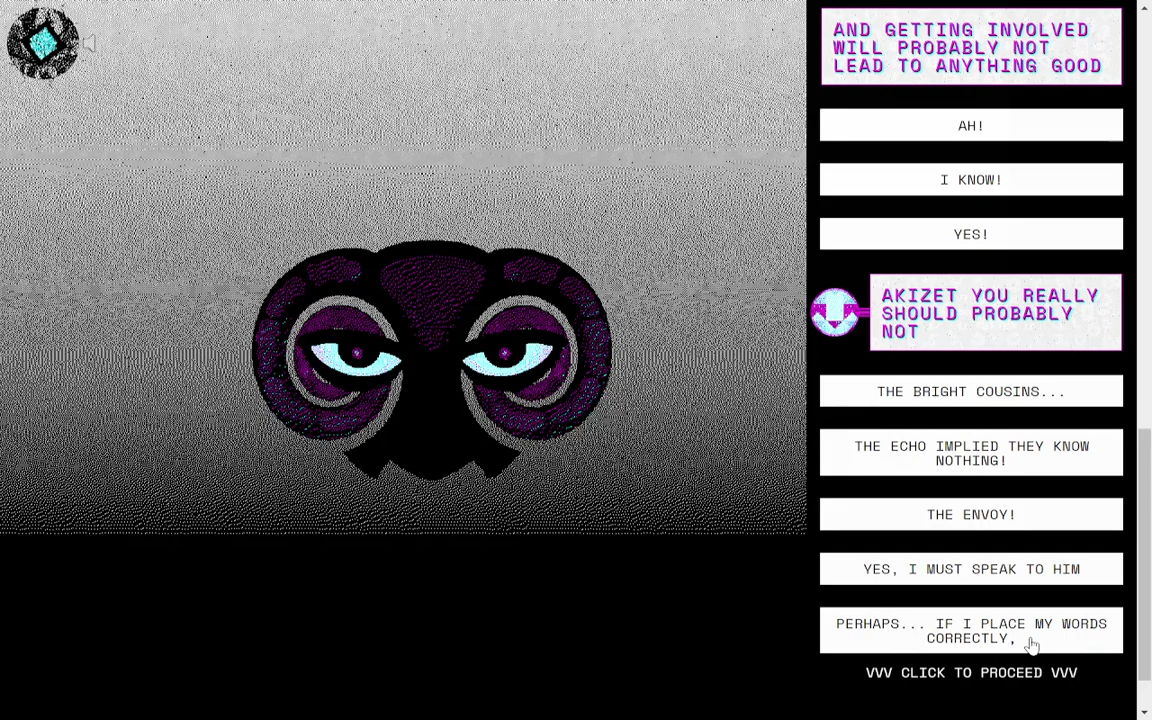 AND GETTING INVOLVED
WILL PROBABLY NOT
LEAD TO ANYTHING GOOD
AH!
I KNOW!
YES!
AKIZET YOU REALLY
SHOULD PROBABLY
NOT
THE BRIGHT COUSINS...
THE ECHO IMPLIED THEY KNOW
NOTHING!
THE ENVOY!
YES, I MUST SPEAK TO HIM
PERHAPS... IF I PLACE MY WORDS
CORRECTLY,
VVV CLICK TO PROCEED VVV